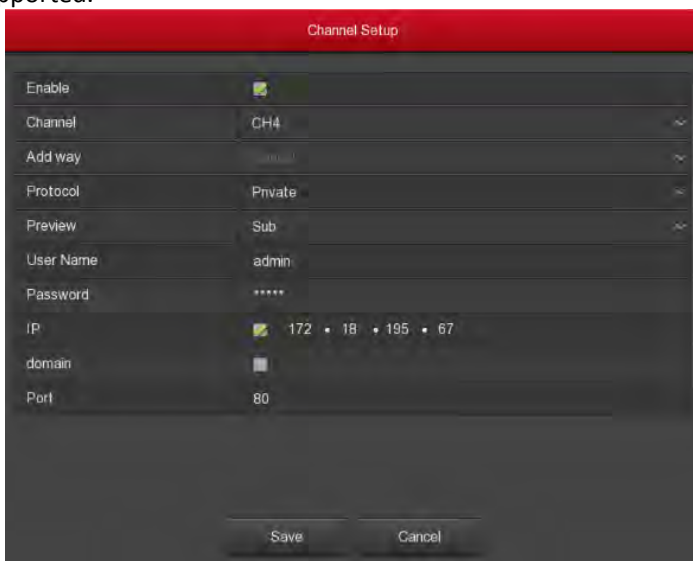 pported.
Channel Setup
Enable
Channel CH4
Add way
Protocol Private
Preview Sub
User Name admin
Password *****
IP 172 • 18 • 195 • 67
domain
Port 80
Save Cancel